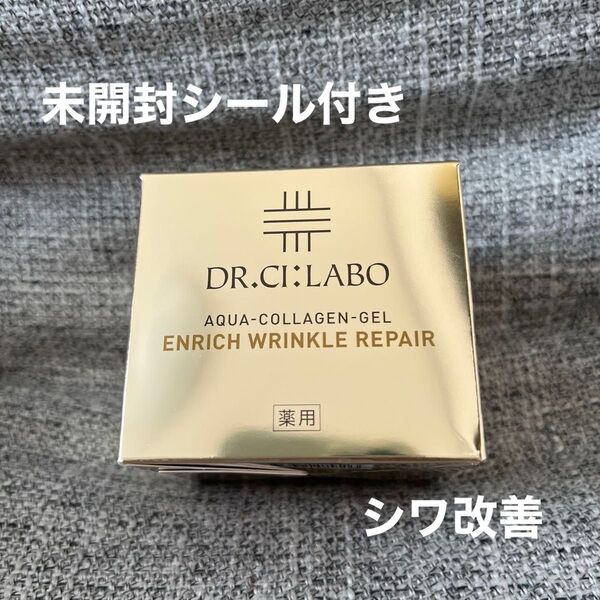 未開封シール付き
DR.CI:LABO
AQUA-COLLAGEN-GEL
ENRICH WRINKLE REPAIR
薬用
シワ改善